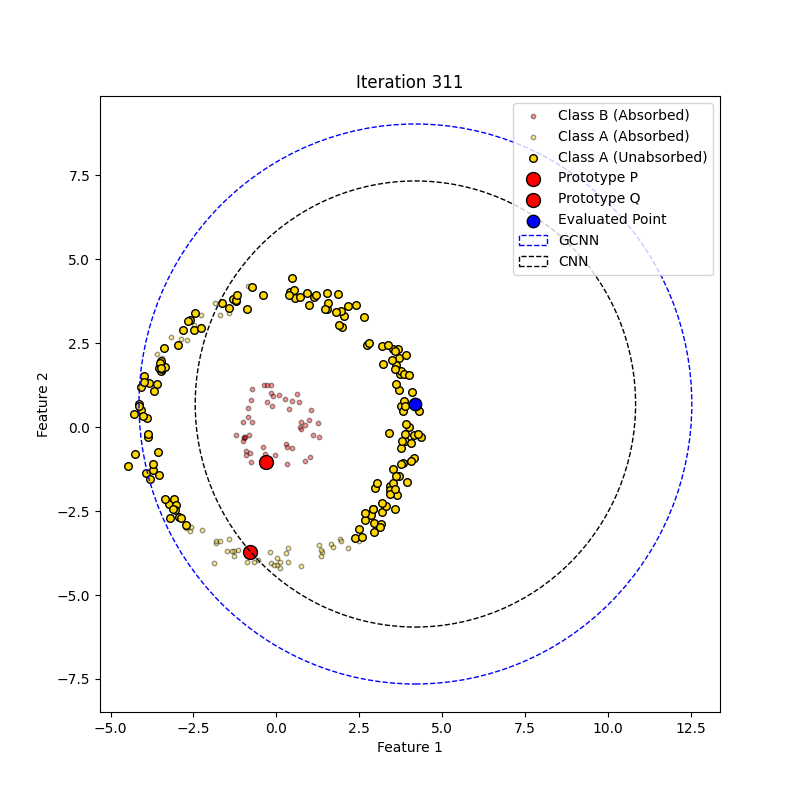 Iteration 311
Class B (Absorbed)
Class A (Absorbed)
Class A (Unabsorbed)
Prototype P
Prototype Q
Evaluated Point
GCNN
CNN
7.5
5.0
2.5
0.0
−2.5
−5.0
−7.5
Feature 2
−5.0 −2.5 0.0 2.5 5.0 7.5 10.0 12.5
Feature 1